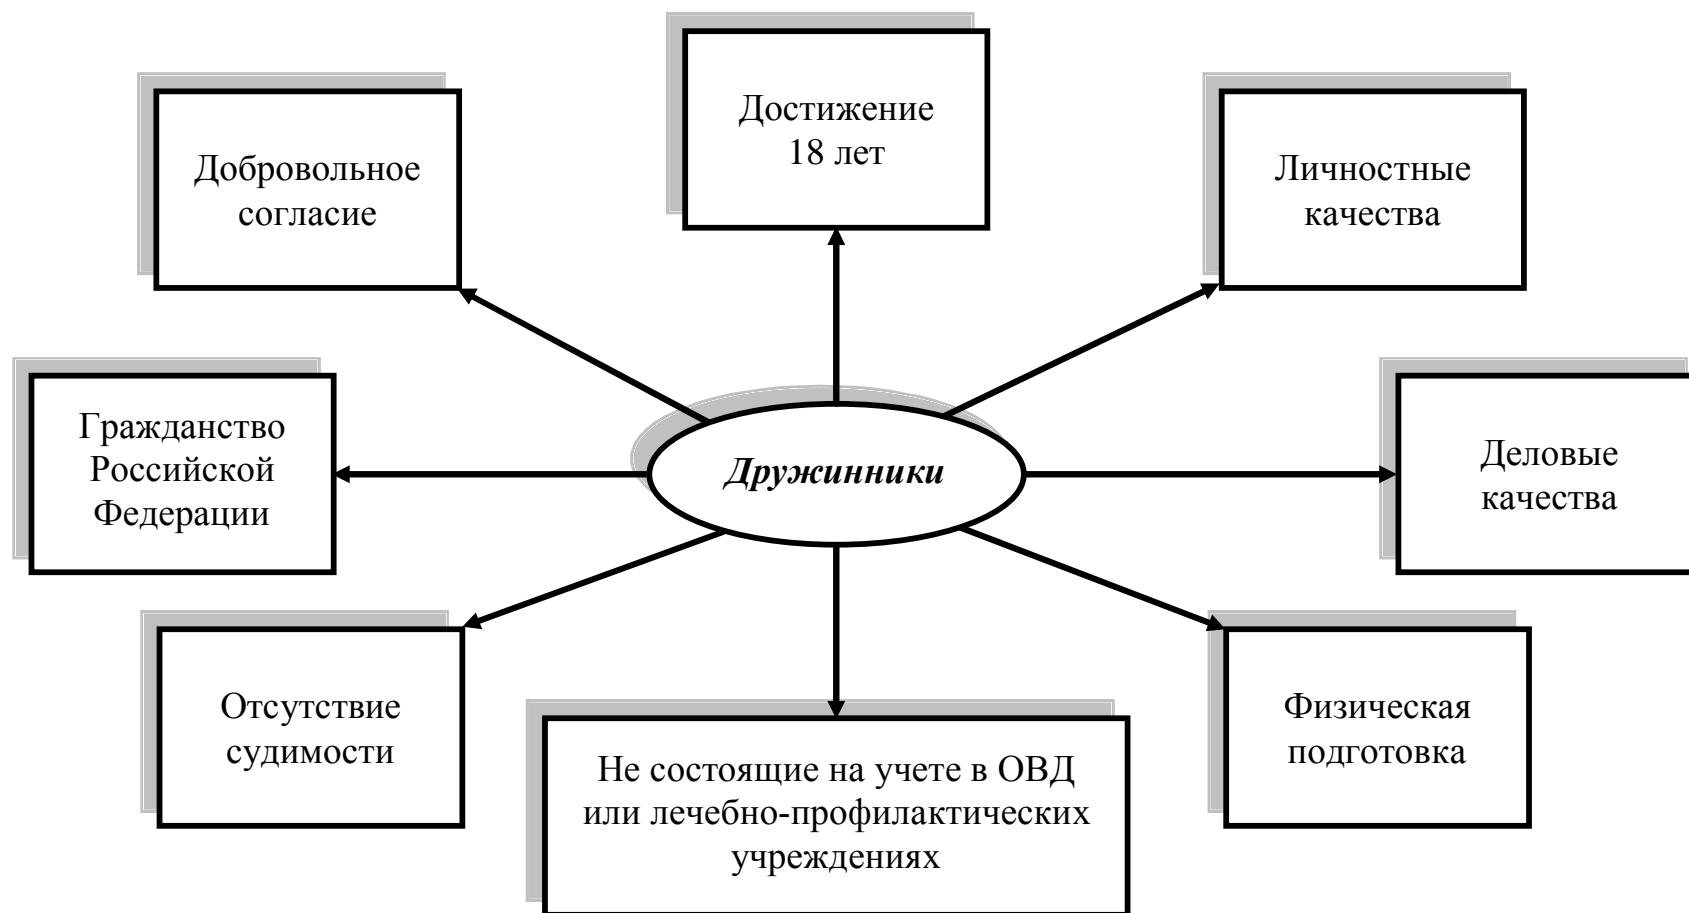 Достижение
18 лет
Добровольное
согласие
Личностные
качества
Гражданство
Российской
Федерации
Дружинники
Деловые
качества
Отсутствие
судимости
Не состоящие на учете в ОВД
или лечебно-профилактических
учреждениях
Физическая
подготовка